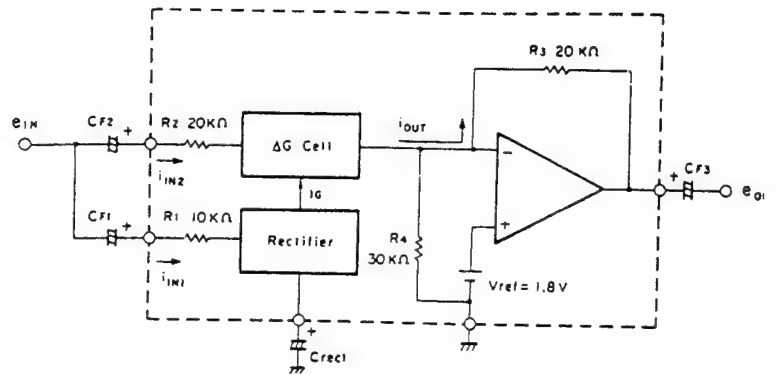 R3 20KΩ
eIN
CF2
+
R2 20KΩ
ΔG Cell
iOUT
−
+
CF3
iIN2
IG
CF1
+
R1 10KΩ
Rectifier
R4
30KΩ
+
Vref = 1.8V
iIN1
+
Crect